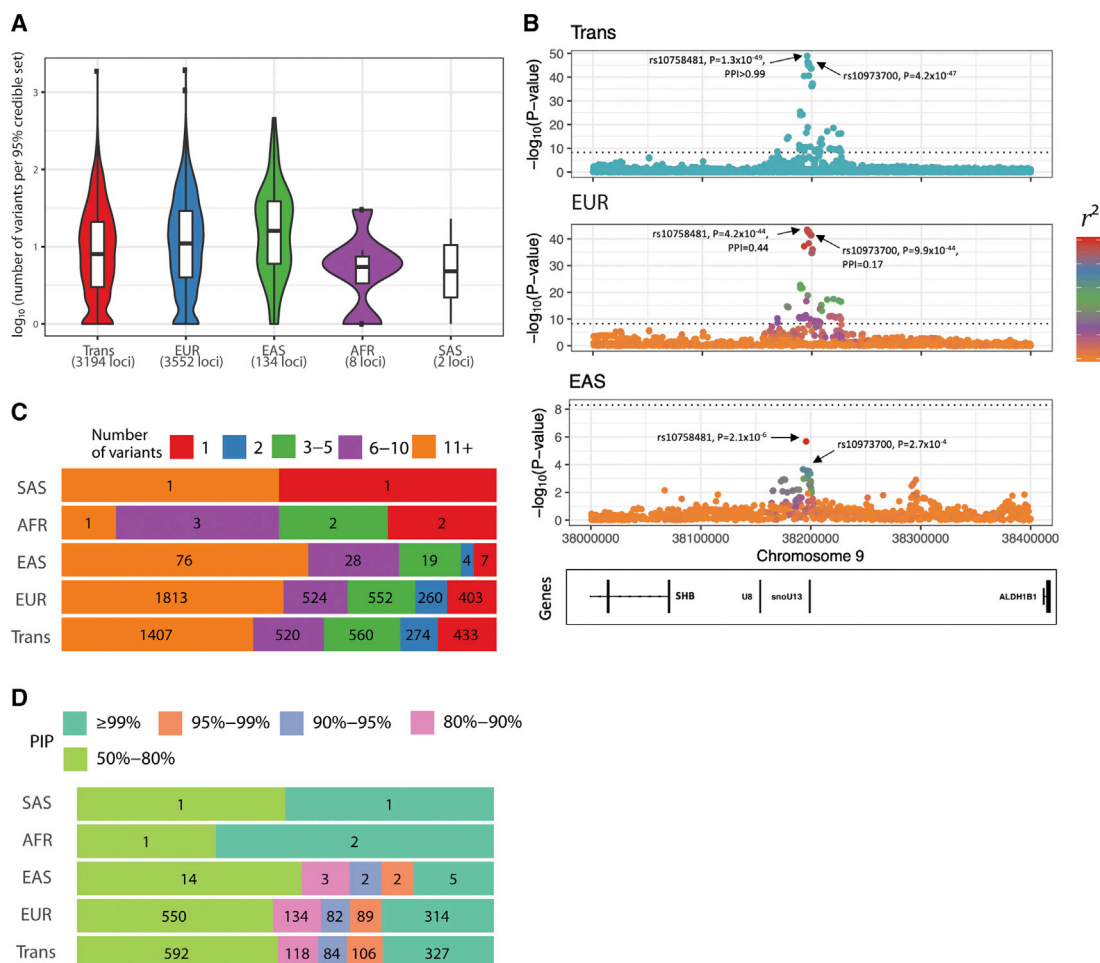 A
log₁₀ (number of variants per 95% credible set)
3
2
1
0
Trans
(3194 loci)
EUR
(3552 loci)
EAS
(134 loci)
AFR
(8 loci)
SAS
(2 loci)
B
Trans
−log₁₀(P−value)
50
40
30
20
10
0
rs10758481, P=1.3x10⁻⁴⁹,
PPI>0.99
rs10973700, P=4.2x10⁻⁴⁷
EUR
−log₁₀(P−value)
40
30
20
10
0
rs10758481, P=4.2x10⁻⁴⁴,
PPI=0.44
rs10973700, P=9.9x10⁻⁴⁴,
PPI=0.17
r²
EAS
−log₁₀(P−value)
8
6
4
2
0
rs10758481, P=2.1x10⁻⁶
rs10973700, P=2.7x10⁻⁴
38000000 38100000 38200000 38300000 38400000
Chromosome 9
Genes
SHB U8 snoU13 ALDH1B1
C
Number
of variants
1 2 3−5 6−10 11+
SAS 1 1
AFR 1 3 2 2
EAS 76 28 19 4 7
EUR 1813 524 552 260 403
Trans 1407 520 560 274 433
D
PIP
≥99% 95%−99% 90%−95% 80%−90%
50%−80%
SAS 1 1
AFR 1 2
EAS 14 3 2 2 5
EUR 550 134 82 89 314
Trans 592 118 84 106 327